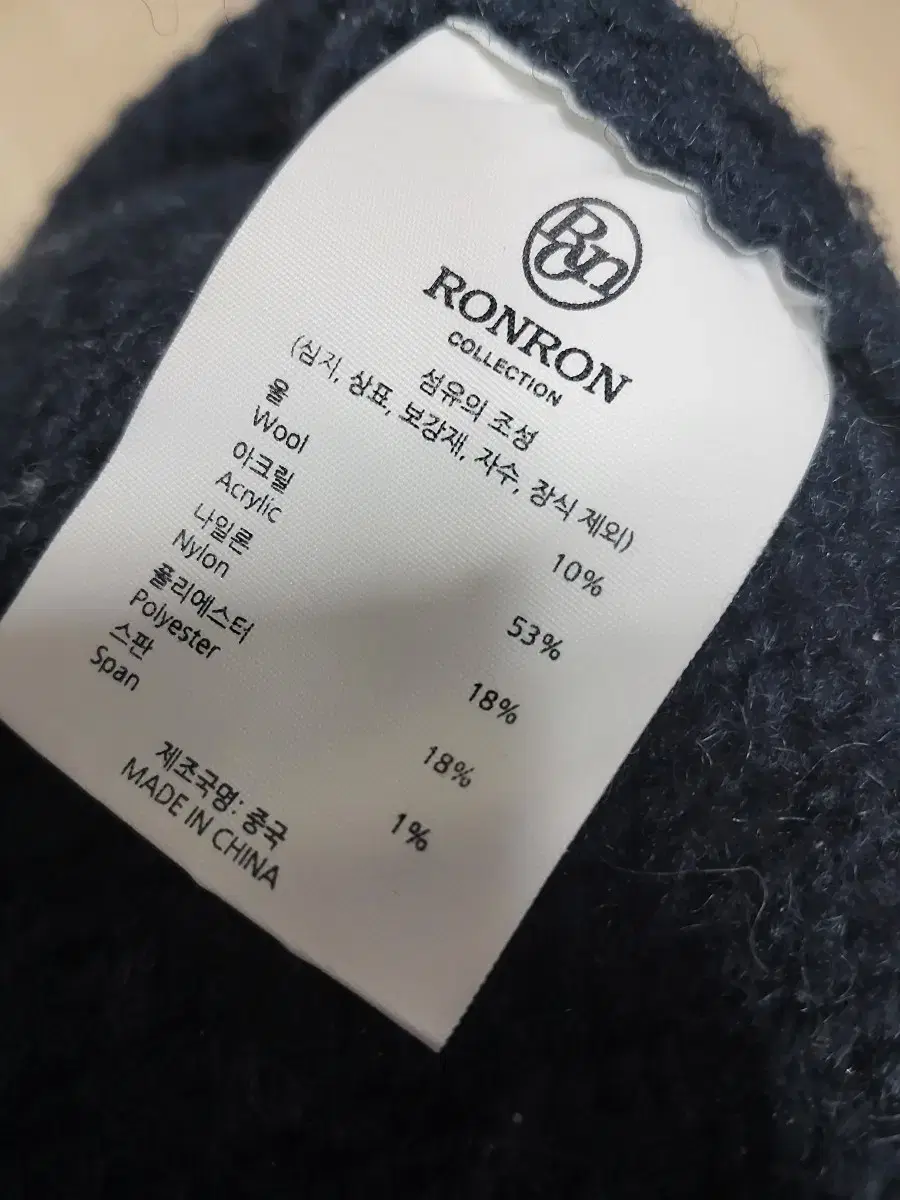 Ron
RONRON
COLLECTION
섬유의 조성
(심지, 상표, 보강재, 자수, 장식 제외)
울 10%
Wool
아크릴 53%
Acrylic
나일론 18%
Nylon
폴리에스터 18%
Polyester
스판 1%
Span
제조국명: 중국
MADE IN CHINA